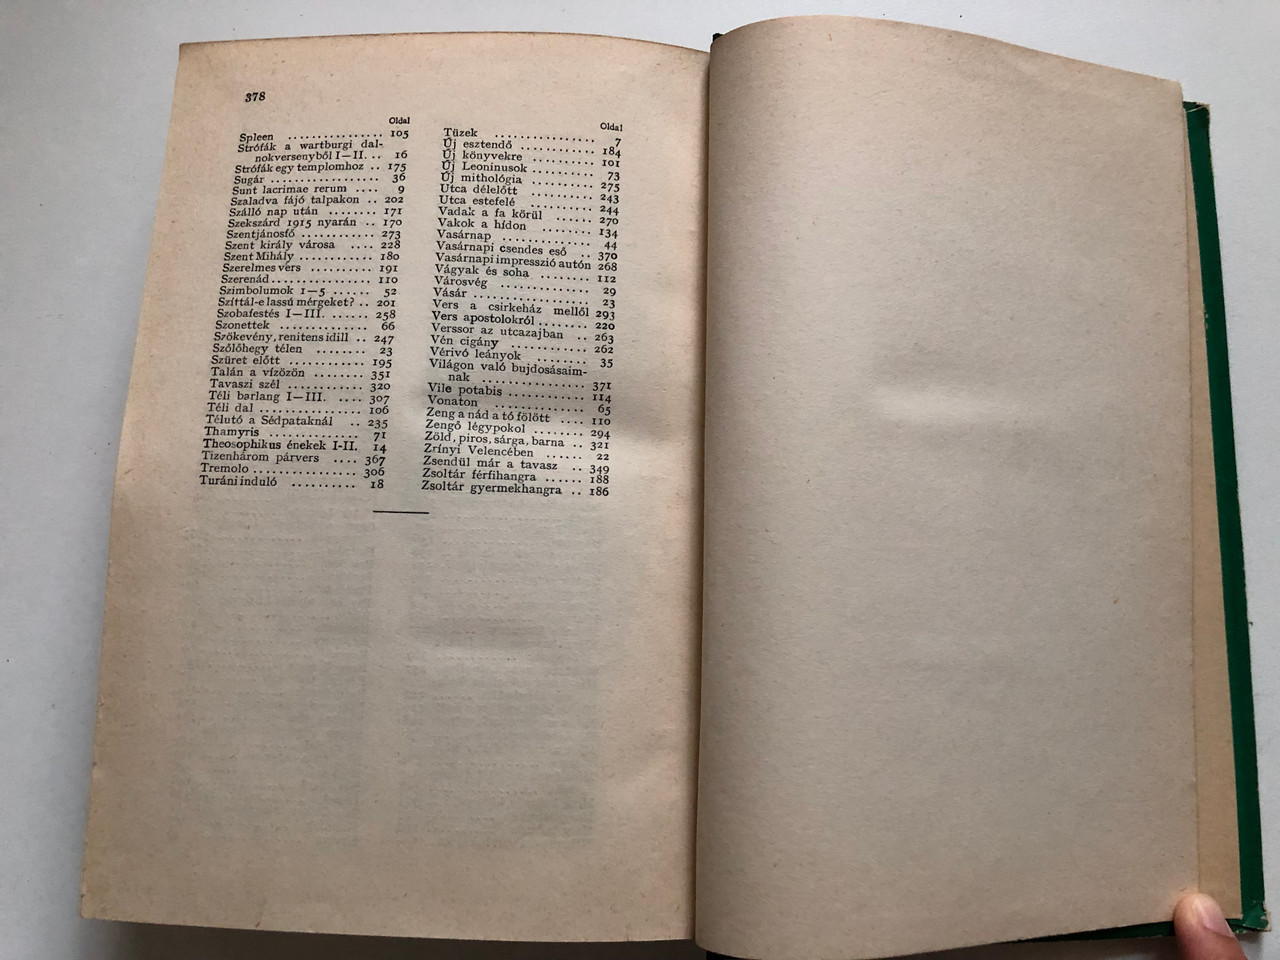 378
Oldal
Spleen ................ 105
Strófák a wartburgi dal-
nokversenyből I—II. .. 16
Strófák egy templomhoz .. 175
Sugár ................. 36
Sunt lacrimae rerum .... 9
Szaladva fájó talpakon .. 202
Szálló nap után ....... 171
Szekszárd 1915 nyarán .. 170
Szentjánosfő ........... 273
Szent király városa .... 228
Szent Mihály ........... 180
Szerelmes vers ......... 191
Szerenád ............... 110
Szimbolumok 1—5 ...... 52
Szíttál-e lassú mérgeket? .. 201
Szobafestés I—III. ...... 258
Szonettek .............. 66
Szökevény, renitens idill .. 247
Szőlőhegy télen ........ 23
Szüret előtt ............ 195
Talán a vízözön ........ 351
Tavaszi szél ............ 320
Téli barlang I—III. .... 307
Téli dal ................ 106
Télutó a Sédpataknál .. 235
Thamyris .............. 71
Theosophikus énekek I-II. 14
Tizenhárom párvers .... 367
Tremolo ................ 306
Turáni induló .......... 18
Oldal
Tüzek ................ 7
Új esztendő ............ 184
Új könyvekre ........... 101
Új Leoninusok .......... 73
Új mithológia ........... 275
Utca délelőtt ........... 243
Utca estefelé ........... 244
Vadak a fa körül ...... 270
Vakok a hídon ......... 134
Vasárnap .............. 44
Vasárnapi csendes eső .. 370
Vasárnapi impresszió autón 268
Vágyak és soha ........ 112
Városvég .............. 29
Vásár .................. 23
Vers a csirkeház mellől 293
Vers apostolokról ........ 220
Verssor az utcazajban .. 263
Vén cigány ............ 262
Vérivó leányok ........ 35
Világon való bujdosásaim-
nak ................ 371
Vile potabis ............ 114
Vonaton .............. 65
Zeng a nád a tó fölött .... 110
Zengő légypokol ........ 294
Zöld, piros, sárga, barna .. 321
Zrínyi Velencében ...... 22
Zsendül már a tavasz .. 349
Zsoltár férfihangra ...... 188
Zsoltár gyermekhangra .. 186